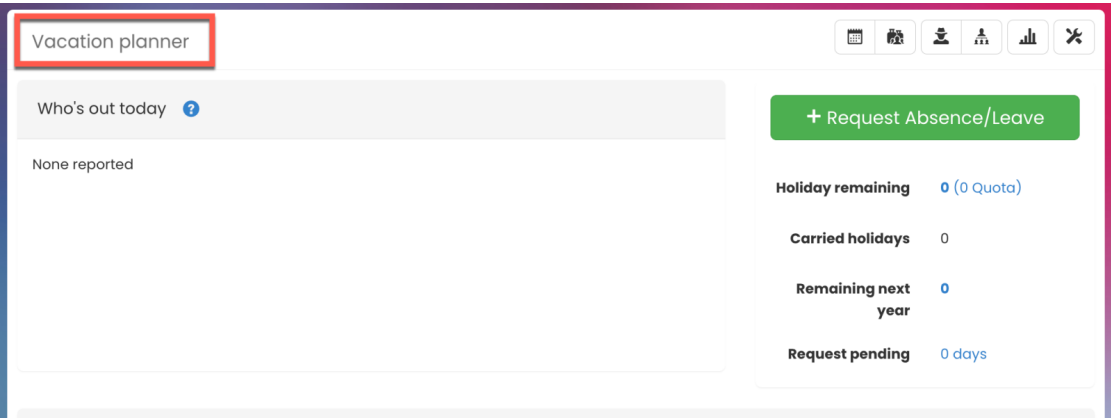 Vacation planner
Who's out today
None reported
+ Request Absence/Leave
Holiday remaining 0 (0 Quota)
Carried holidays 0
Remaining next year 0
Request pending 0 days